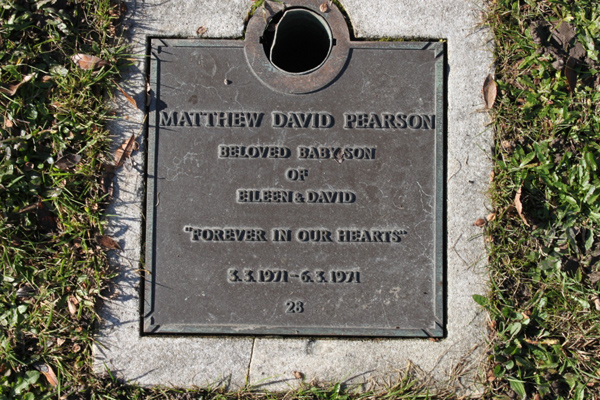 MATTHEW DAVID PEARSON
BELOVED BABY SON
OF
EILEEN & DAVID
"FOREVER IN OUR HEARTS"
3.3.1971 – 6.3.1971
28